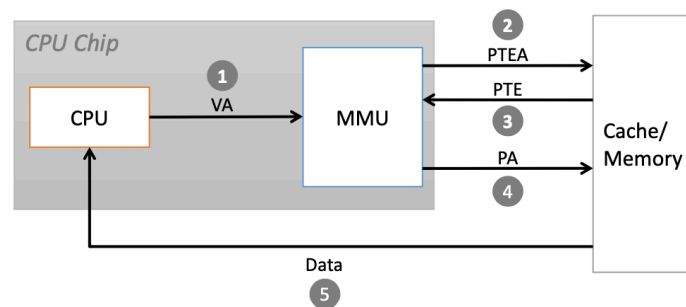 CPU Chip
2
PTEA
1
VA
PTE
CPU
MMU
3
Cache/
Memory
PA
4
Data
5